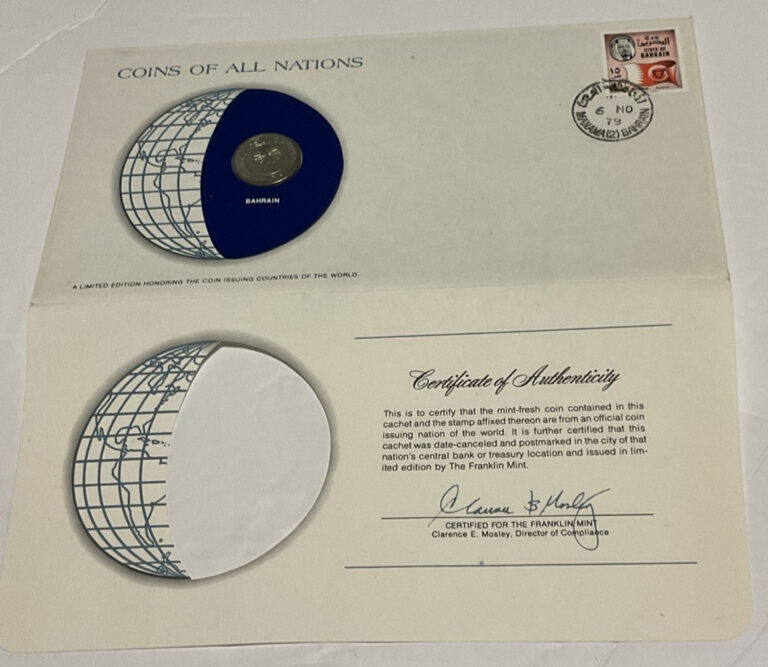 COINS OF ALL NATIONS
البحرين
STATE OF
BAHRAIN
١٥
6 NO
79
MANAMA(2) BAHRAIN
BAHRAIN
A LIMITED EDITION HONORING THE COIN ISSUING COUNTRIES OF THE WORLD.
Certificate of Authenticity
This is to certify that the mint-fresh coin contained in this
cachet and the stamp affixed thereon are from an official coin
issuing nation of the world. It is further certified that this
cachet was date-canceled and postmarked in the city of that
nation's central bank or treasury location and issued in lim-
ited edition by The Franklin Mint.
CERTIFIED FOR THE FRANKLIN MINT
Clarence E. Mosley, Director of Compliance